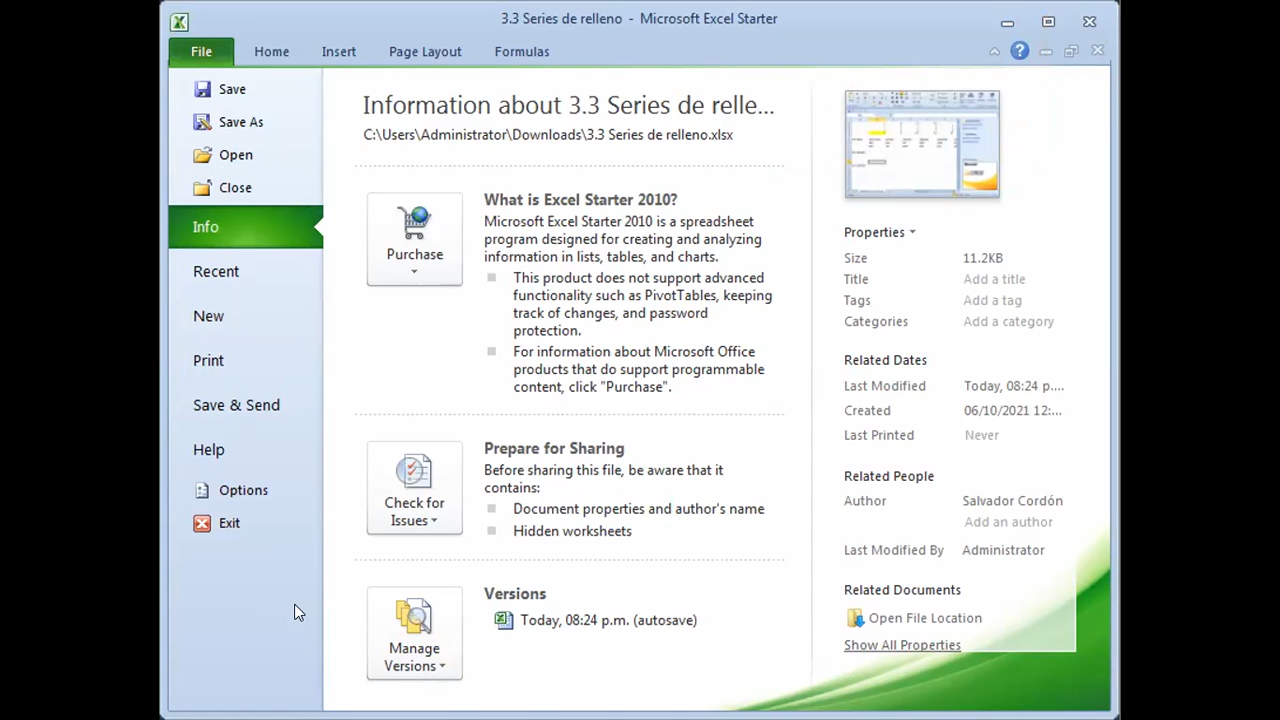 3.3 Series de relleno - Microsoft Excel Starter
File Home Insert Page Layout Formulas
Save
Save As
Open
Close
Info
Recent
New
Print
Save & Send
Help
Options
Exit
Information about 3.3 Series de relle...
C:\Users\Administrator\Downloads\3.3 Series de relleno.xlsx
Purchase
What is Excel Starter 2010?
Microsoft Excel Starter 2010 is a spreadsheet
program designed for creating and analyzing
information in lists, tables, and charts.
This product does not support advanced
functionality such as PivotTables, keeping
track of changes, and password
protection.
For information about Microsoft Office
products that do support programmable
content, click "Purchase".
Check for
Issues
Prepare for Sharing
Before sharing this file, be aware that it
contains:
Document properties and author's name
Hidden worksheets
Manage
Versions
Versions
Today, 08:24 p.m. (autosave)
Properties
Size 11.2KB
Title Add a title
Tags Add a tag
Categories Add a category
Related Dates
Last Modified Today, 08:24 p....
Created 06/10/2021 12:...
Last Printed Never
Related People
Author Salvador Cordón
Add an author
Last Modified By Administrator
Related Documents
Open File Location
Show All Properties